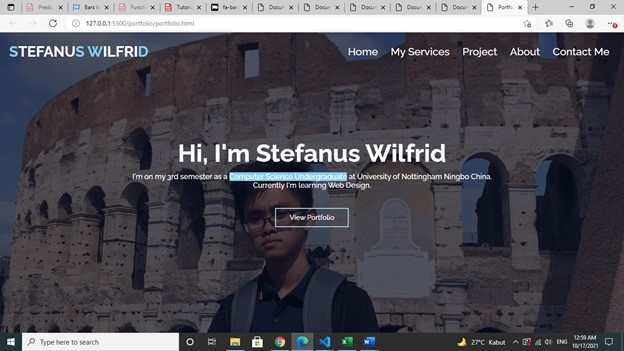 Predic
Bars Ic
Functi
Tutoria
fa-bar
Docum
Docum
Docum
Docum
Docum
Portfo
127.0.0.1:5500/portfolio/portfolio.html
STEFANUS WILFRID
Home My Services Project About Contact Me
Hi, I'm Stefanus Wilfrid
I'm on my 3rd semester as a Computer Science Undergraduate at University of Nottingham Ningbo China.
Currently I'm learning Web Design.
View Portfolio
Type here to search
27°C Kabut
ENG
12:59 AM
10/17/2021